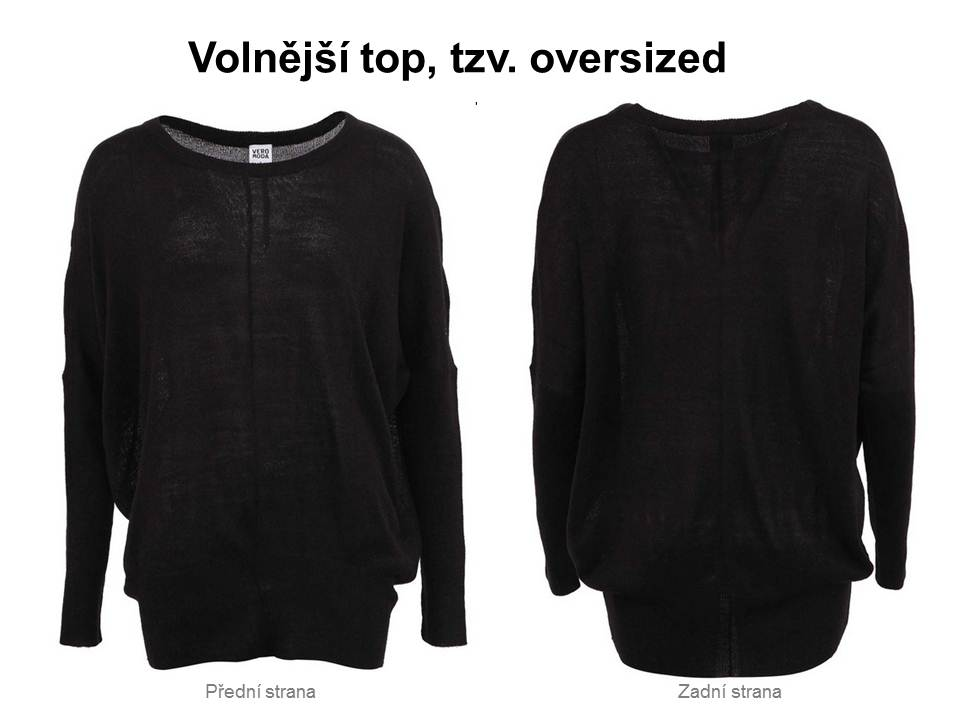 Volnější top, tzv. oversized
VERO
MODA
Přední strana
Zadní strana